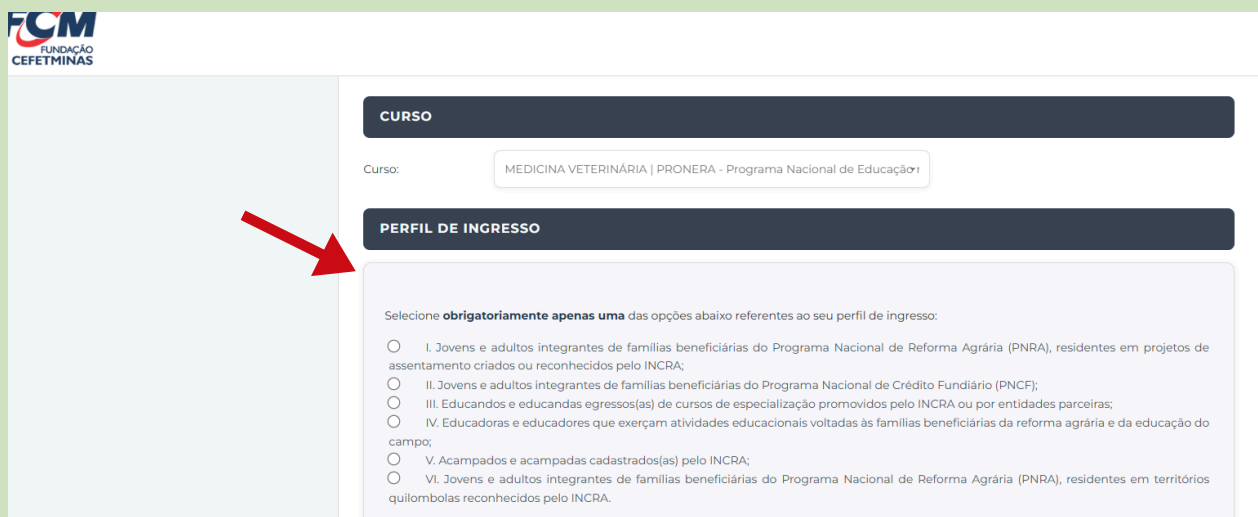 FCM
FUNDAÇÃO
CEFETMINAS
CURSO
Curso: MEDICINA VETERINÁRIA | PRONERA - Programa Nacional de Educação
PERFIL DE INGRESSO
Selecione obrigatoriamente apenas uma das opções abaixo referentes ao seu perfil de ingresso:
I. Jovens e adultos integrantes de famílias beneficiárias do Programa Nacional de Reforma Agrária (PNRA), residentes em projetos de
assentamento criados ou reconhecidos pelo INCRA;
II. Jovens e adultos integrantes de famílias beneficiárias do Programa Nacional de Crédito Fundiário (PNCF);
III. Educandos e educandas egressos(as) de cursos de especialização promovidos pelo INCRA ou por entidades parceiras;
IV. Educadoras e educadores que exerçam atividades educacionais voltadas às famílias beneficiárias da reforma agrária e da educação do
campo;
V. Acampados e acampadas cadastrados(as) pelo INCRA;
VI. Jovens e adultos integrantes de famílias beneficiárias do Programa Nacional de Reforma Agrária (PNRA), residentes em territórios
quilombolas reconhecidos pelo INCRA.